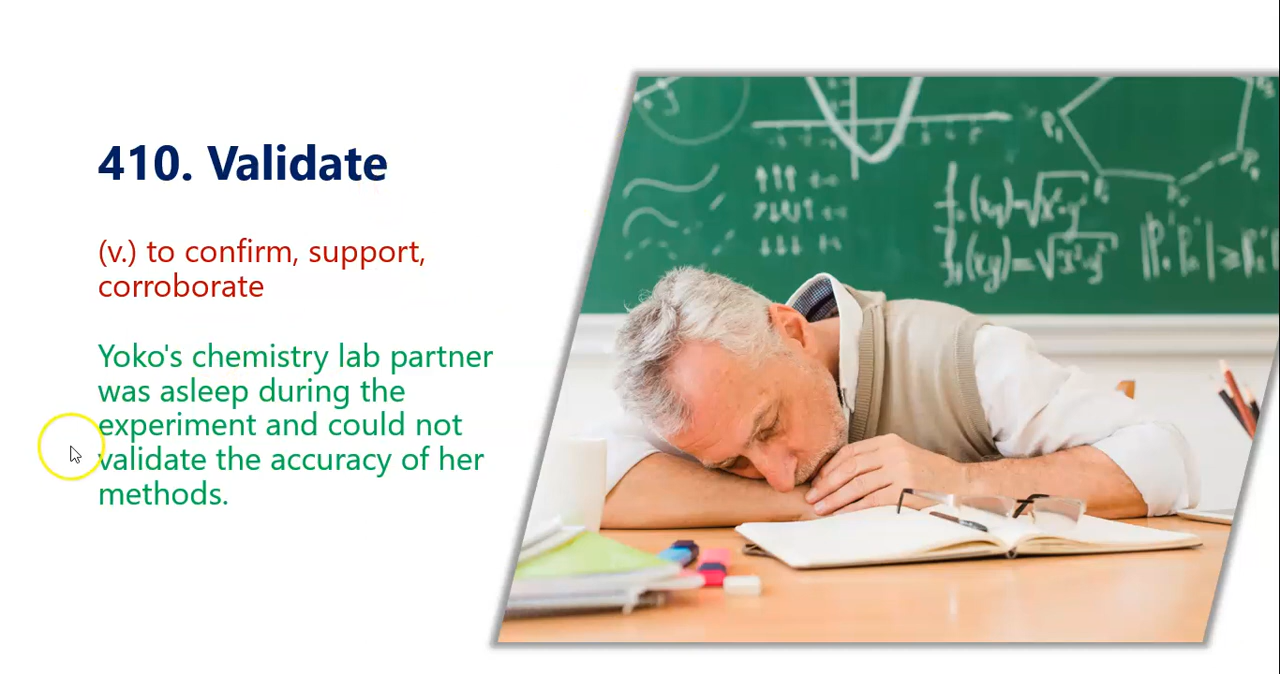 410. Validate
(v.) to confirm, support,
corroborate
Yoko's chemistry lab partner
was asleep during the
experiment and could not
validate the accuracy of her
methods.